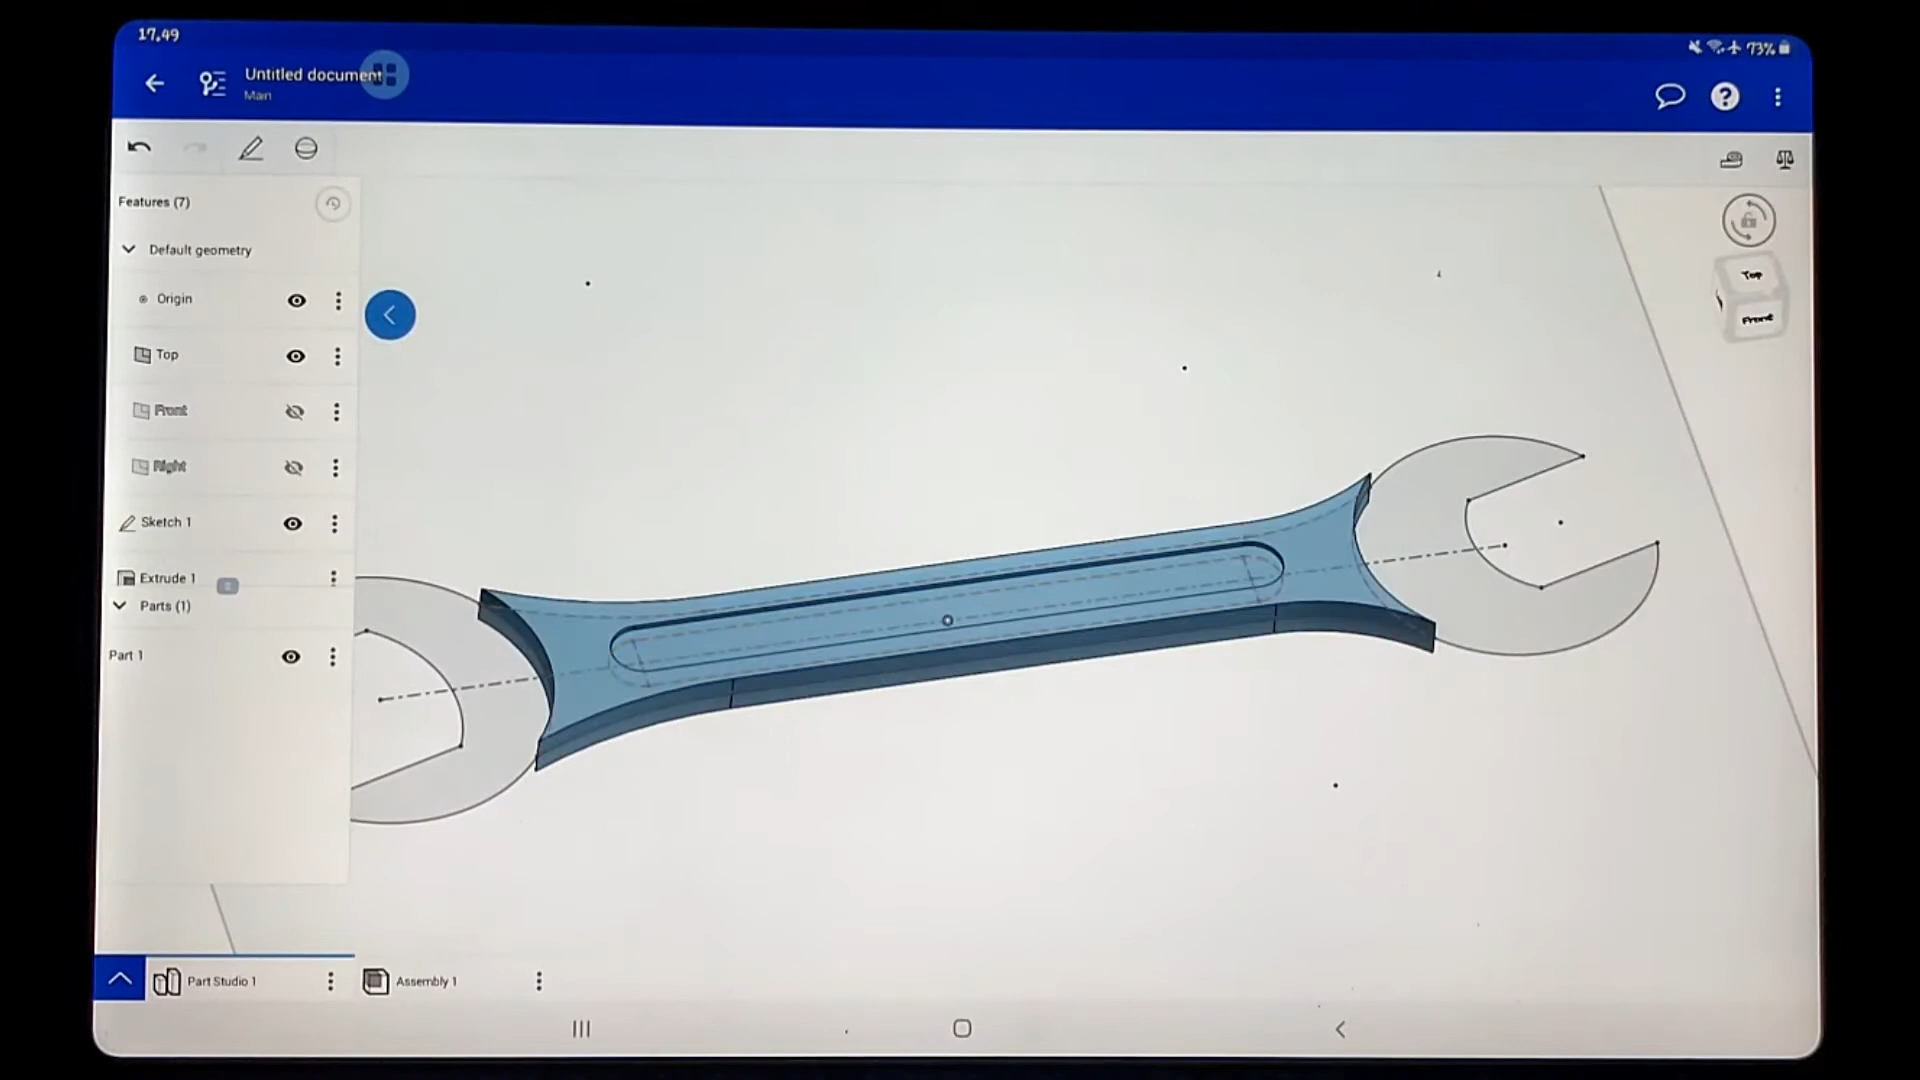 17,49
73%
Untitled document
Main
Features (7)
Default geometry
Origin
Top
Front
Right
Sketch 1
Extrude 1
Parts (1)
Part 1
Top
Front
Part Studio 1
Assembly 1